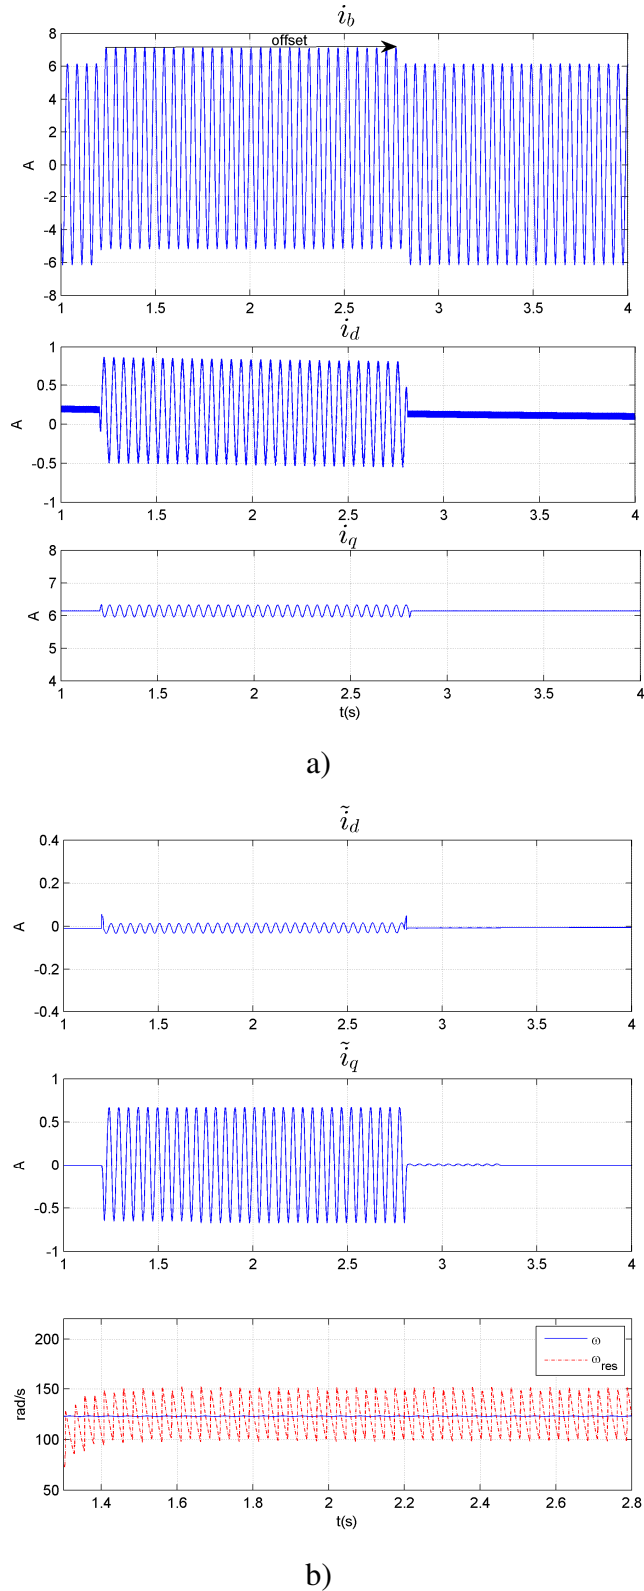 i_b
offset
8
6
4
2
0
-2
-4
-6
-8
A
1 1.5 2 2.5 3 3.5 4
i_d
1
0.5
0
-0.5
-1
A
1 1.5 2 2.5 3 3.5 4
i_q
8
7
6
5
4
A
1 1.5 2 2.5 3 3.5 4
t(s)
a)
ĩ_d
0.4
0.2
0
-0.2
-0.4
A
1 1.5 2 2.5 3 3.5 4
ĩ_q
1
0.5
0
-0.5
-1
A
1 1.5 2 2.5 3 3.5 4
200
150
100
50
rad/s
ω
ω_res
1.4 1.6 1.8 2 2.2 2.4 2.6 2.8
t(s)
b)